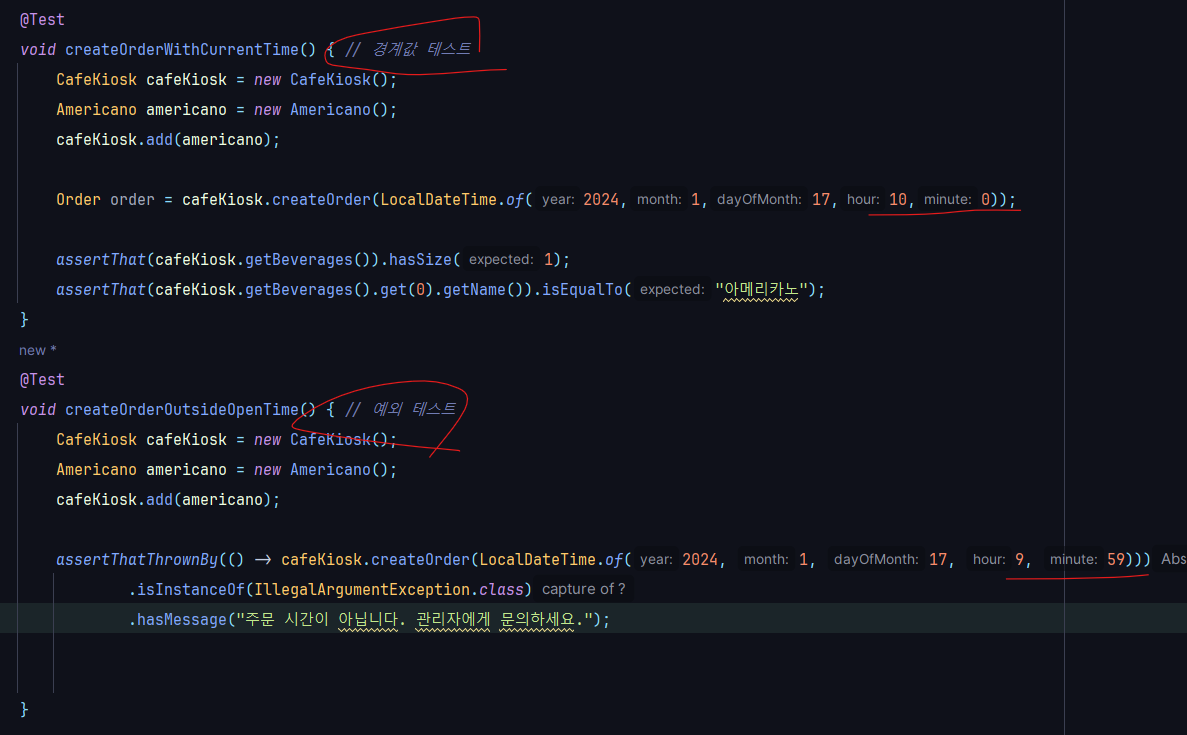 @Test
void createOrderWithCurrentTime() { // 경계값 테스트
CafeKiosk cafeKiosk = new CafeKiosk();
Americano americano = new Americano();
cafeKiosk.add(americano);
Order order = cafeKiosk.createOrder(LocalDateTime.of( year: 2024, month: 1, dayOfMonth: 17, hour: 10, minute: 0));
assertThat(cafeKiosk.getBeverages()).hasSize( expected: 1);
assertThat(cafeKiosk.getBeverages().get(0).getName()).isEqualTo( expected: "아메리카노");
}
new *
@Test
void createOrderOutsideOpenTime() { // 예외 테스트
CafeKiosk cafeKiosk = new CafeKiosk();
Americano americano = new Americano();
cafeKiosk.add(americano);
assertThatThrownBy(() -> cafeKiosk.createOrder(LocalDateTime.of( year: 2024, month: 1, dayOfMonth: 17, hour: 9, minute: 59))) Abs
.isInstanceOf(IllegalArgumentException.class) capture of ?
.hasMessage("주문 시간이 아닙니다. 관리자에게 문의하세요.");
}